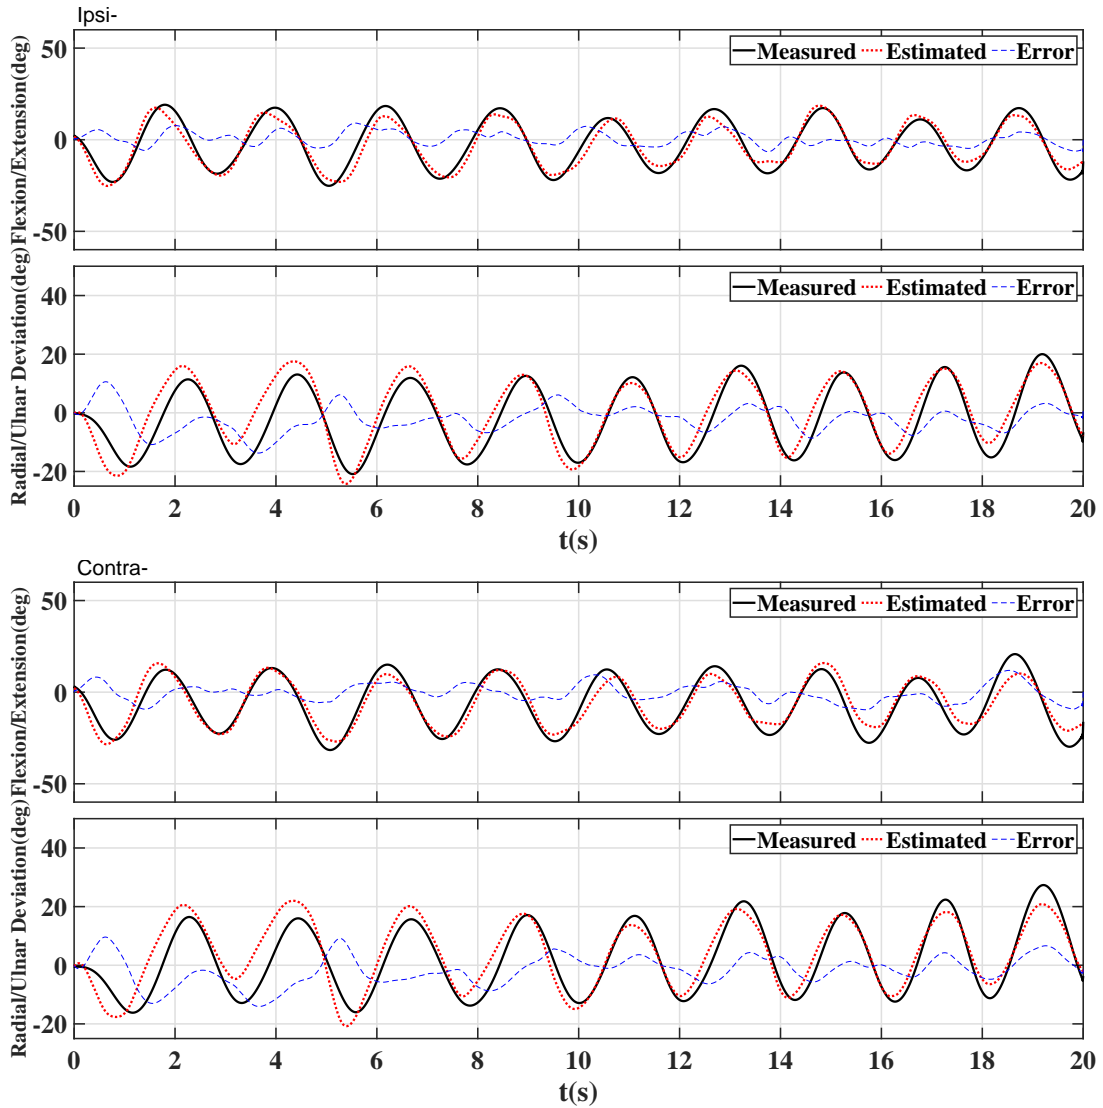 Ipsi-
Flexion/Extension(deg)
50
0
-50
Measured Estimated Error
Radial/Ulnar Deviation(deg)
40
20
0
-20
Measured Estimated Error
0 2 4 6 8 10 12 14 16 18 20
t(s)
Contra-
Flexion/Extension(deg)
50
0
-50
Measured Estimated Error
Radial/Ulnar Deviation(deg)
40
20
0
-20
Measured Estimated Error
0 2 4 6 8 10 12 14 16 18 20
t(s)